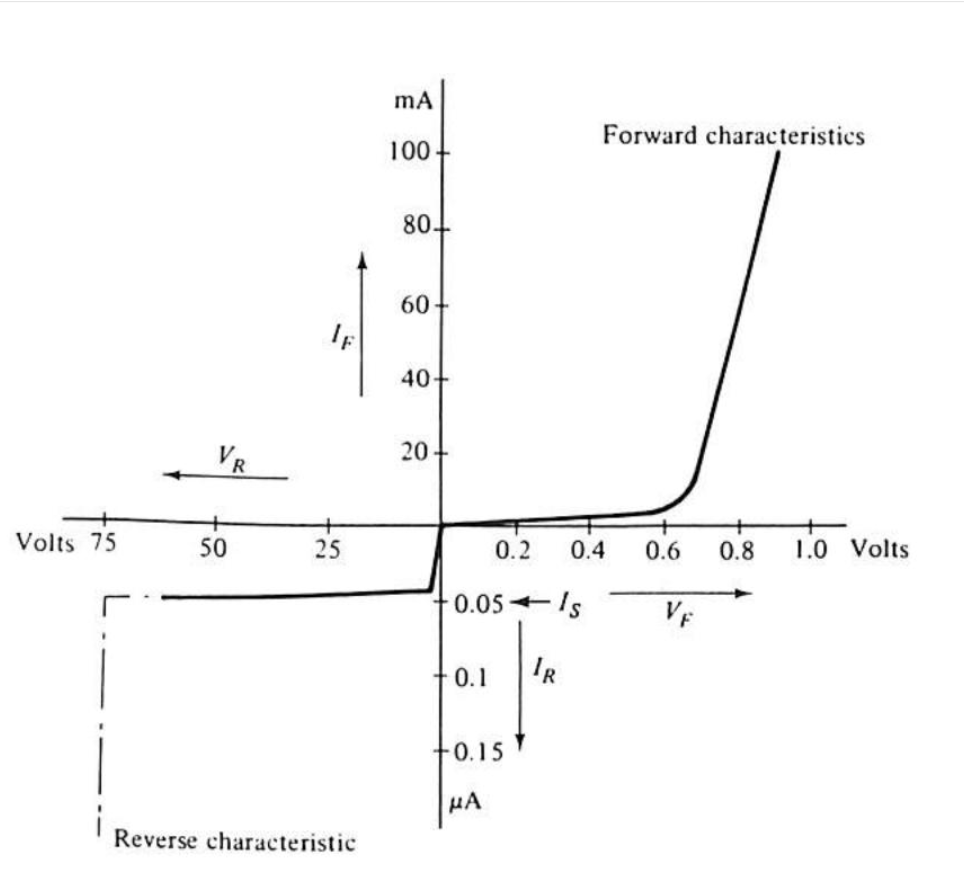 mA
Forward characteristics
100
80
60
I_F
40
V_R
20
Volts 75 50 25 0.2 0.4 0.6 0.8 1.0 Volts
0.05 I_S V_F
0.1 I_R
0.15
μA
Reverse characteristic